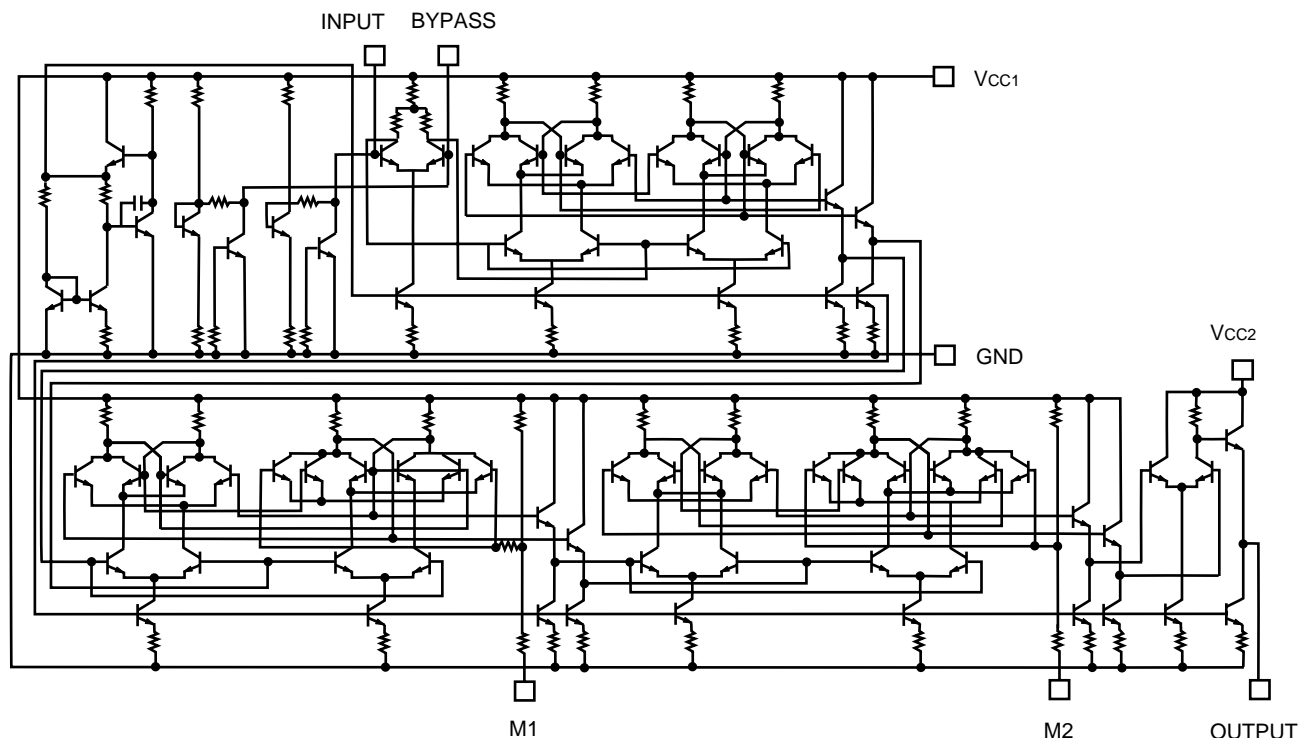 INPUT BYPASS
VCC1
GND
VCC2
M1
M2
OUTPUT